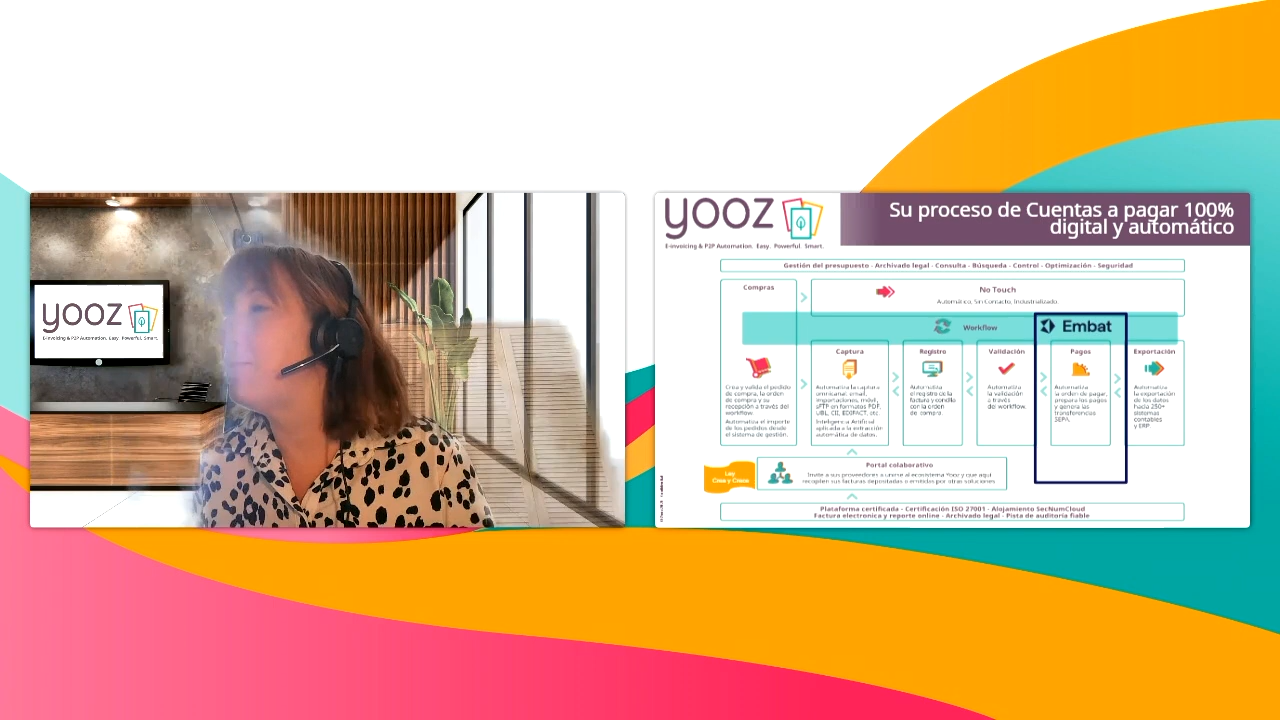 yooz
E-invoicing & P2P Automation. Easy. Powerful. Smart.
yooz
E-invoicing & P2P Automation. Easy. Powerful. Smart.
Su proceso de Cuentas a pagar 100%
digital y automático
Gestión del presupuesto - Archivado legal - Consulta - Búsqueda - Control - Optimización - Seguridad
Compras
No Touch
Automático, Sin Contacto, Industrializado.
Workflow
Embat
Captura
Registro
Validación
Pagos
Exportación
Crea y valida el pedido
de compra, la orden
de compra y su
recepción a través del
workflow.
Automatiza el importe
de los pedidos desde
el sistema de gestión.
Automatiza la captura
omnicanal: email,
importaciones, móvil,
sFTP en formatos PDF,
UBL, CII, EDIFACT, etc.
Inteligencia Artificial
aplicada a la extracción
automática de datos.
Automatiza
el registro de la
factura y concilia
con la orden
de compra.
Automatiza
la validación
a través
del workflow.
Automatiza
la orden de pagar,
prepara los pagos
y genera las
transferencias
SEPA.
Automatiza
la exportación
de los datos
hacia 250+
sistemas
contables
y ERP
Ley
Crea y Crece
Portal colaborativo
Invite a sus proveedores a unirse al ecosistema Yooz y que aquí
recopilen sus facturas depositadas o emitidas por otras soluciones
Plataforma certificada - Certificación ISO 27001 - Alojamiento SecNumCloud
Factura electronica y reporte online - Archivado legal - Pista de auditoría fiable